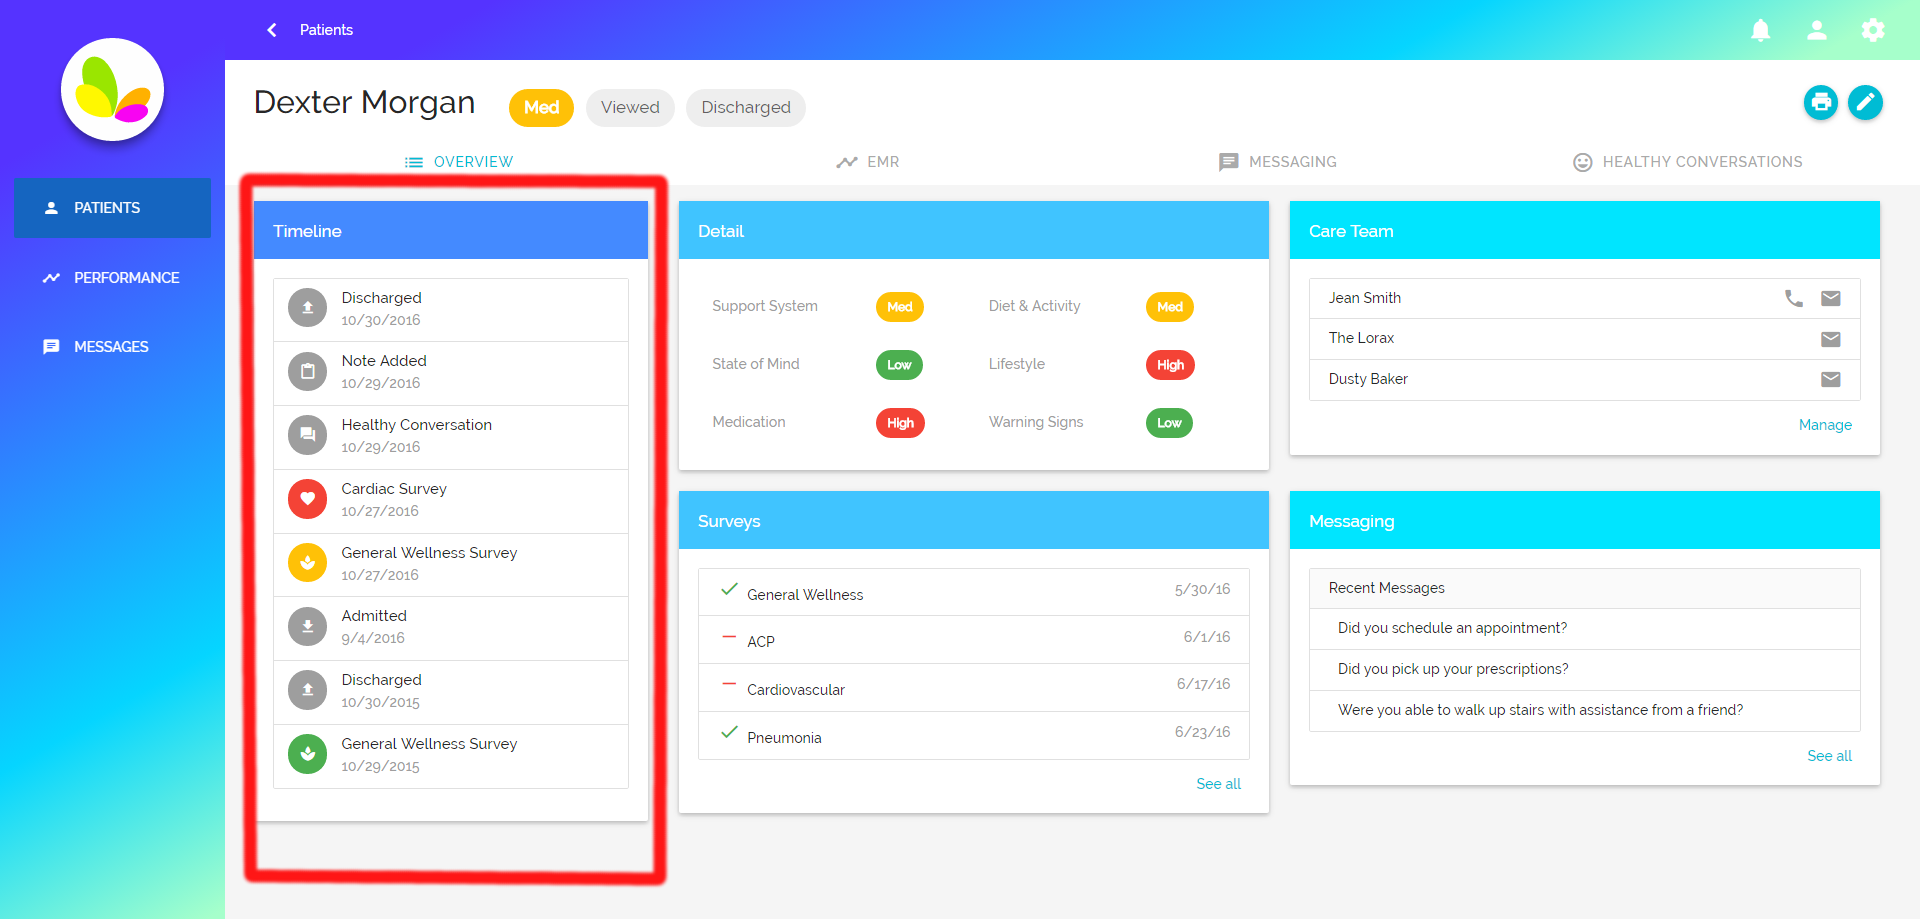 Patients
PATIENTS
PERFORMANCE
MESSAGES
Dexter Morgan
Med
Viewed
Discharged
OVERVIEW
EMR
MESSAGING
HEALTHY CONVERSATIONS
Timeline
Discharged
10/30/2016
Note Added
10/29/2016
Healthy Conversation
10/29/2016
Cardiac Survey
10/27/2016
General Wellness Survey
10/27/2016
Admitted
9/4/2016
Discharged
10/30/2015
General Wellness Survey
10/29/2015
Detail
Support System Med Diet & Activity Med
State of Mind Low Lifestyle High
Medication High Warning Signs Low
Surveys
General Wellness 5/30/16
ACP 6/1/16
Cardiovascular 6/17/16
Pneumonia 6/23/16
See all
Care Team
Jean Smith
The Lorax
Dusty Baker
Manage
Messaging
Recent Messages
Did you schedule an appointment?
Did you pick up your prescriptions?
Were you able to walk up stairs with assistance from a friend?
See all